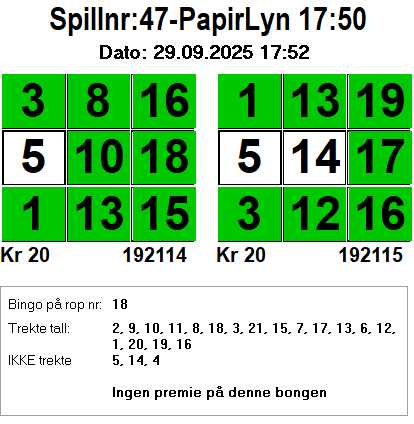 Spillnr:47-PapirLyn 17:50
Dato: 29.09.2025 17:52
3 8 16 1 13 19
5 10 18 5 14 17
1 13 15 3 12 16
Kr 20 192114 Kr 20 192115
Bingo på rop nr: 18
Trekte tall: 2, 9, 10, 11, 8, 18, 3, 21, 15, 7, 17, 13, 6, 12,
1, 20, 19, 16
IKKE trekte 5, 14, 4
Ingen premie på denne bongen